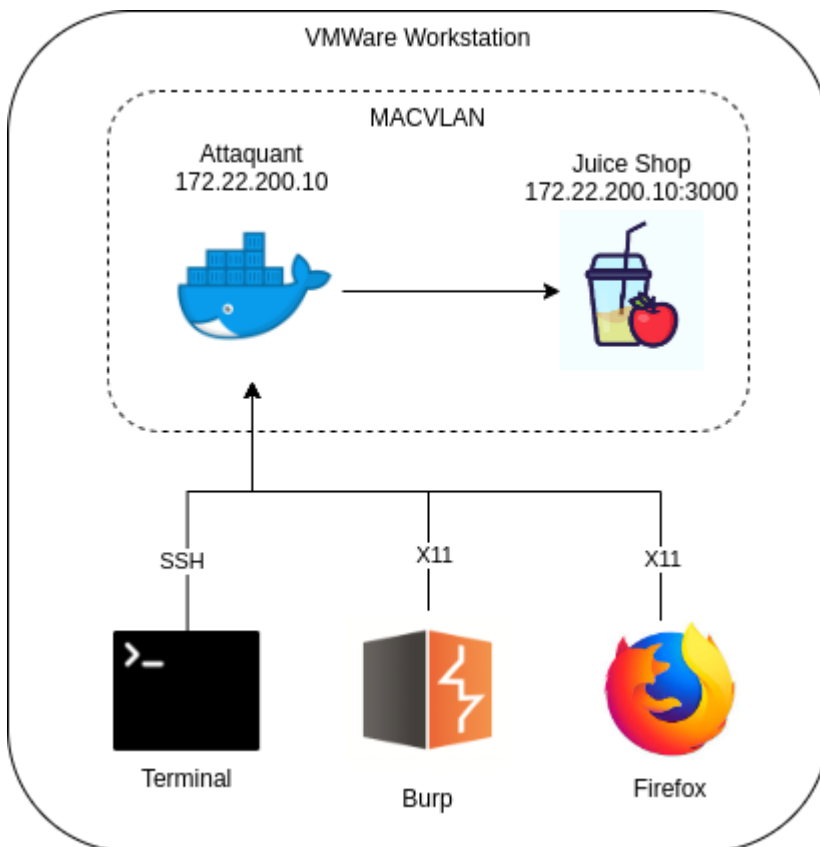 VMWare Workstation
MACVLAN
Attaquant
172.22.200.10
Juice Shop
172.22.200.10:3000
SSH
X11
X11
>_
Terminal
Burp
Firefox